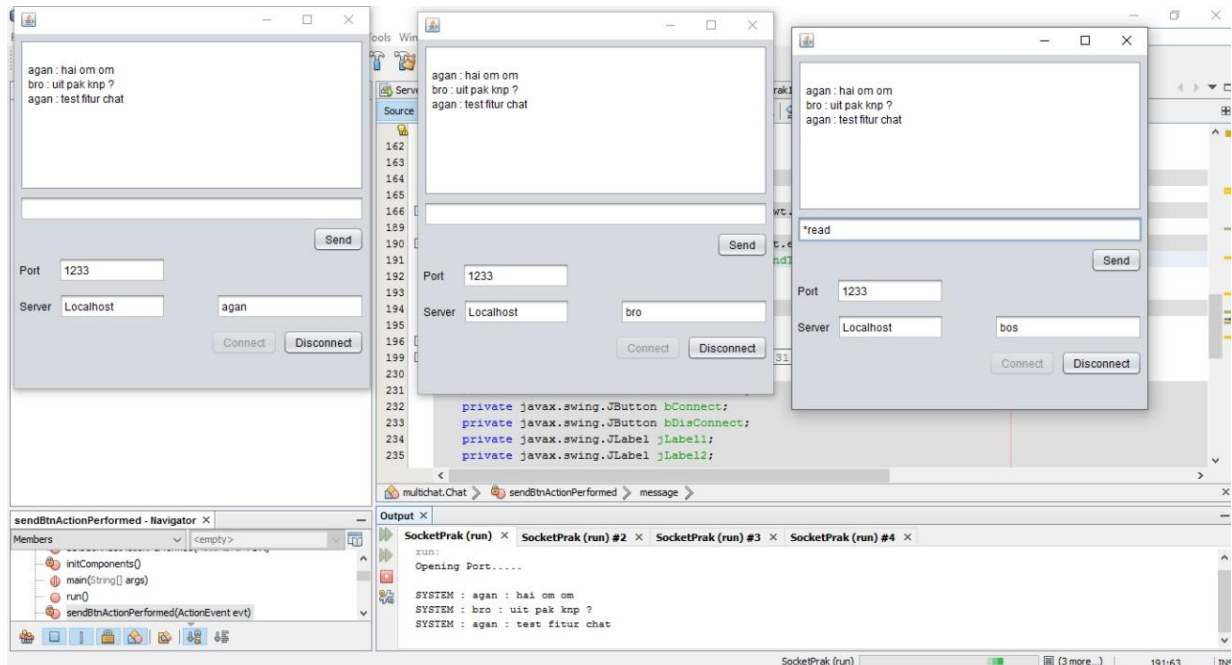 agan : hai om om
bro : uit pak knp ?
agan : test fitur chat
Send
Port 1233
Server Localhost agan
Connect Disconnect
agan : hai om om
bro : uit pak knp ?
agan : test fitur chat
Send
Port 1233
Server Localhost bro
Connect Disconnect
agan : hai om om
bro : uit pak knp ?
agan : test fitur chat
*read
Send
Port 1233
Server Localhost bos
Connect Disconnect
ools Win
Serv
Source
162
163
164
165
166
189
190
191
192
193
194
195
196
199
230
231
232 private javax.swing.JButton bConnect;
233 private javax.swing.JButton bDisConnect;
234 private javax.swing.JLabel jLabel1;
235 private javax.swing.JLabel jLabel2;
multichat.Chat sendBtnActionPerformed message
sendBtnActionPerformed - Navigator
Members <empty>
initComponents()
main(String[] args)
run()
sendBtnActionPerformed(ActionEvent evt)
Output
SocketPrak (run) SocketPrak (run) #2 SocketPrak (run) #3 SocketPrak (run) #4
run:
Opening Port.....
SYSTEM : agan : hai om om
SYSTEM : bro : uit pak knp ?
SYSTEM : agan : test fitur chat
SocketPrak (run) (3 more...) 191:63 INS